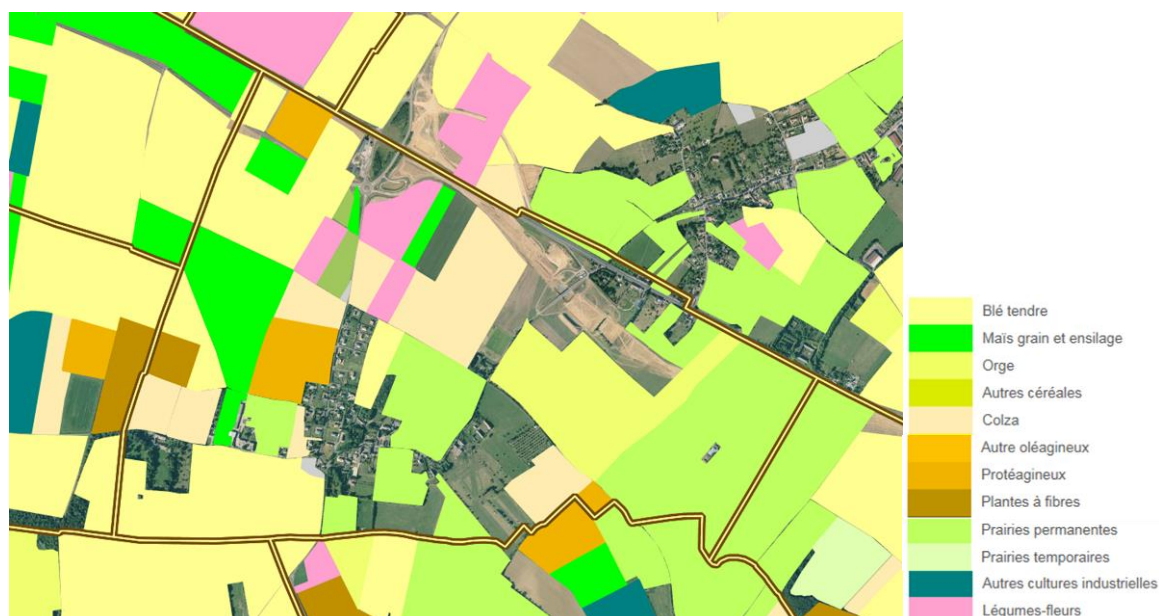 Blé tendre
Maïs grain et ensilage
Orge
Autres céréales
Colza
Autre oléagineux
Protéagineux
Plantes à fibres
Prairies permanentes
Prairies temporaires
Autres cultures industrielles
Légumes-fleurs